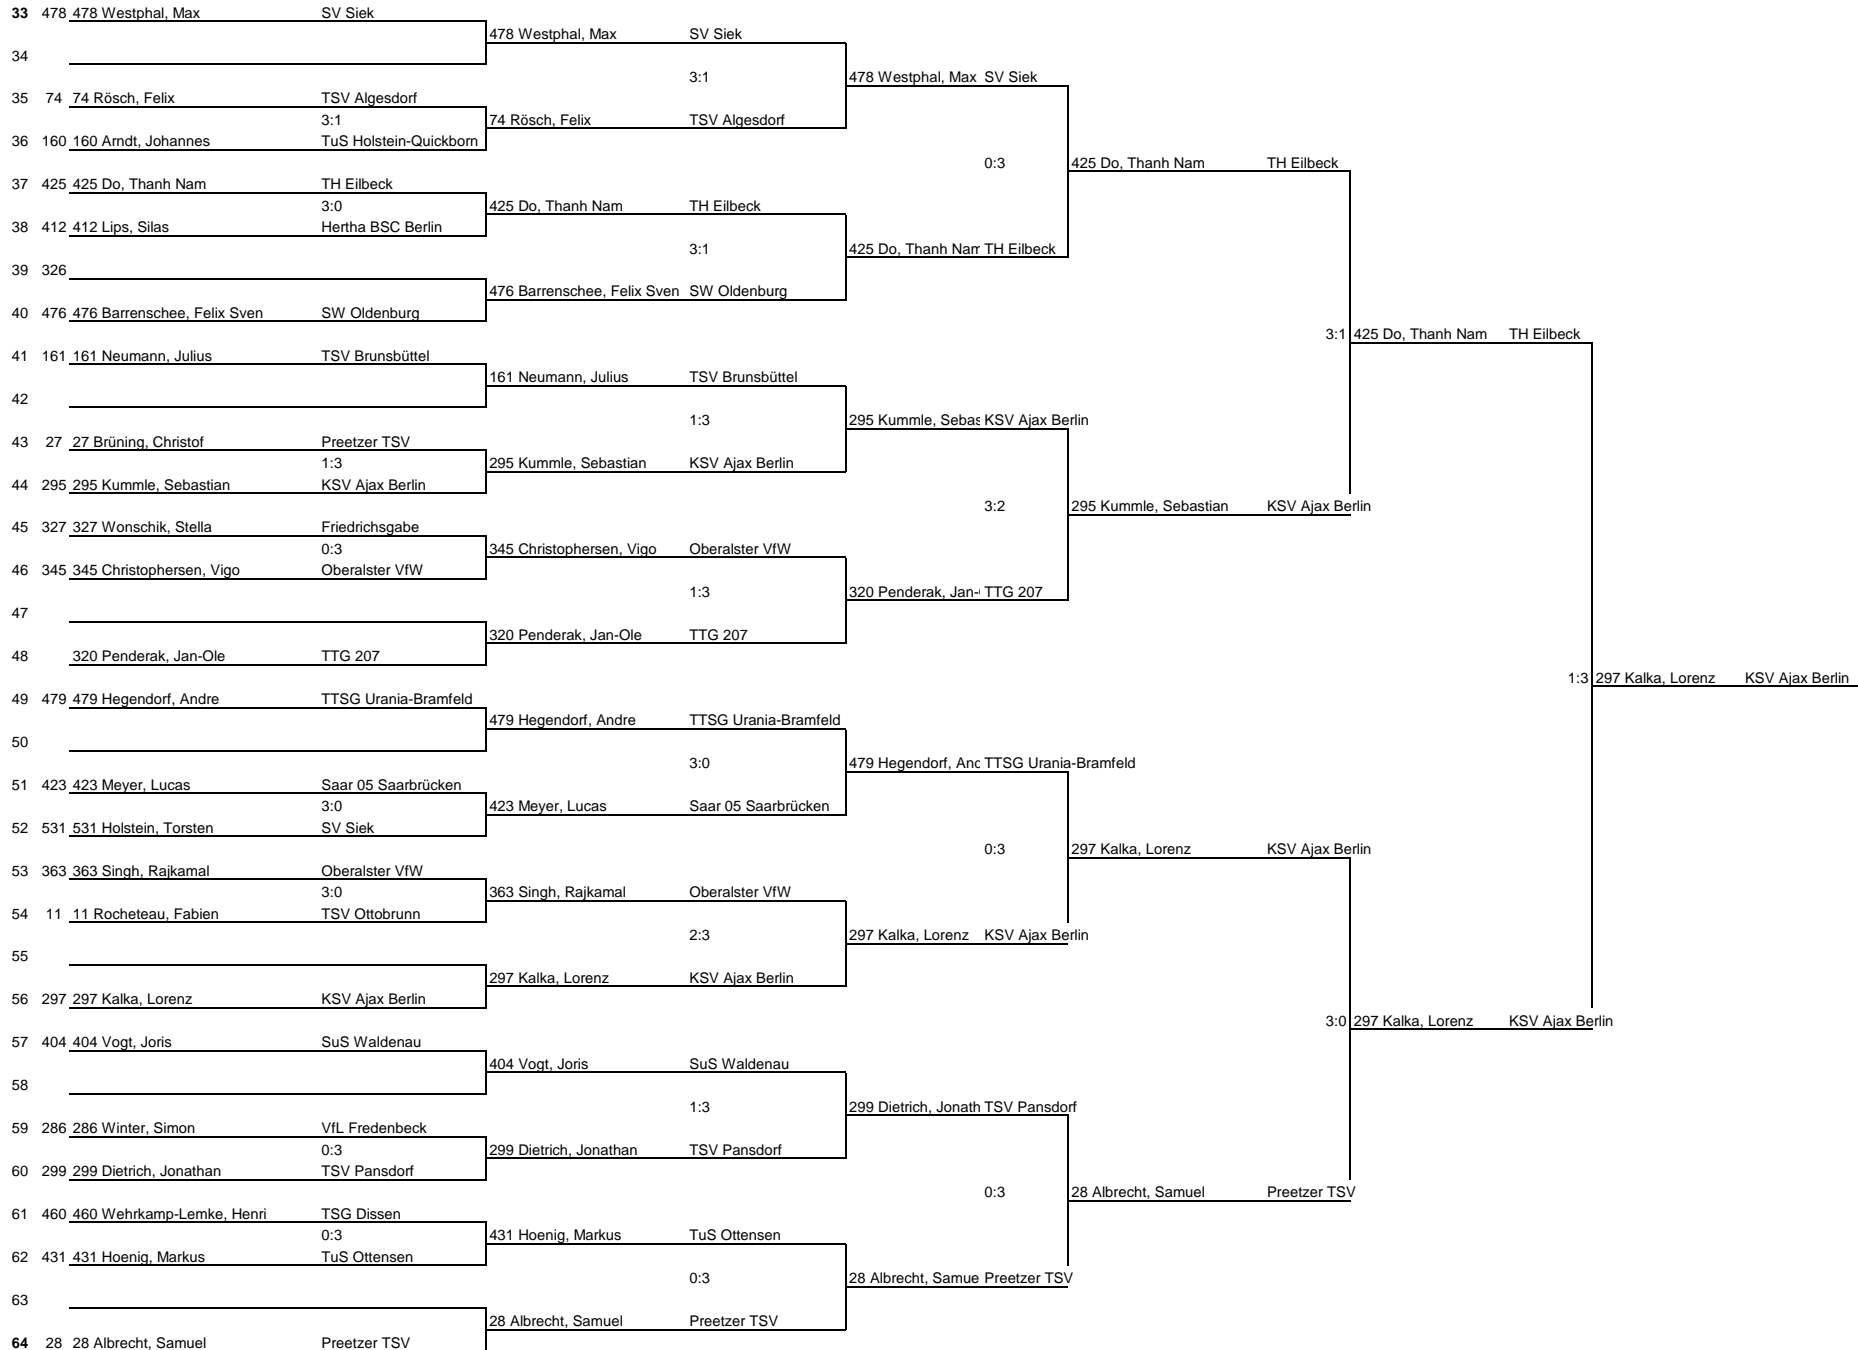 33 478 478 Westphal, Max SV Siek
478 Westphal, Max SV Siek
34
3:1 478 Westphal, Max SV Siek
35 74 74 Rösch, Felix TSV Algesdorf
3:1 74 Rösch, Felix TSV Algesdorf
36 160 160 Arndt, Johannes TuS Holstein-Quickborn
0:3 425 Do, Thanh Nam TH Eilbeck
37 425 425 Do, Thanh Nam TH Eilbeck
3:0 425 Do, Thanh Nam TH Eilbeck
38 412 412 Lips, Silas Hertha BSC Berlin
3:1 425 Do, Thanh Nar TH Eilbeck
39 326
476 Barrenschee, Felix Sven SW Oldenburg
40 476 476 Barrenschee, Felix Sven SW Oldenburg
3:1 425 Do, Thanh Nam TH Eilbeck
41 161 161 Neumann, Julius TSV Brunsbüttel
161 Neumann, Julius TSV Brunsbüttel
42
1:3 295 Kummle, Sebas KSV Ajax Berlin
43 27 27 Brüning, Christof Preetzer TSV
1:3 295 Kummle, Sebastian KSV Ajax Berlin
44 295 295 Kummle, Sebastian KSV Ajax Berlin
3:2 295 Kummle, Sebastian KSV Ajax Berlin
45 327 327 Wonschik, Stella Friedrichsgabe
0:3 345 Christophersen, Vigo Oberalster VfW
46 345 345 Christophersen, Vigo Oberalster VfW
1:3 320 Penderak, Jan- TTG 207
47
320 Penderak, Jan-Ole TTG 207
48 320 Penderak, Jan-Ole TTG 207
1:3 297 Kalka, Lorenz KSV Ajax Berlin
49 479 479 Hegendorf, Andre TTSG Urania-Bramfeld
479 Hegendorf, Andre TTSG Urania-Bramfeld
50
3:0 479 Hegendorf, Anc TTSG Urania-Bramfeld
51 423 423 Meyer, Lucas Saar 05 Saarbrücken
3:0 423 Meyer, Lucas Saar 05 Saarbrücken
52 531 531 Holstein, Torsten SV Siek
0:3 297 Kalka, Lorenz KSV Ajax Berlin
53 363 363 Singh, Rajkamal Oberalster VfW
3:0 363 Singh, Rajkamal Oberalster VfW
54 11 11 Rocheteau, Fabien TSV Ottobrunn
2:3 297 Kalka, Lorenz KSV Ajax Berlin
55
297 Kalka, Lorenz KSV Ajax Berlin
56 297 297 Kalka, Lorenz KSV Ajax Berlin
3:0 297 Kalka, Lorenz KSV Ajax Berlin
57 404 404 Vogt, Joris SuS Waldenau
404 Vogt, Joris SuS Waldenau
58
1:3 299 Dietrich, Jonath TSV Pansdorf
59 286 286 Winter, Simon VfL Fredenbeck
0:3 299 Dietrich, Jonathan TSV Pansdorf
60 299 299 Dietrich, Jonathan TSV Pansdorf
0:3 28 Albrecht, Samuel Preetzer TSV
61 460 460 Wehrkamp-Lemke, Henri TSG Dissen
0:3 431 Hoenig, Markus TuS Ottensen
62 431 431 Hoenig, Markus TuS Ottensen
0:3 28 Albrecht, Samue Preetzer TSV
63
28 Albrecht, Samuel Preetzer TSV
64 28 28 Albrecht, Samuel Preetzer TSV